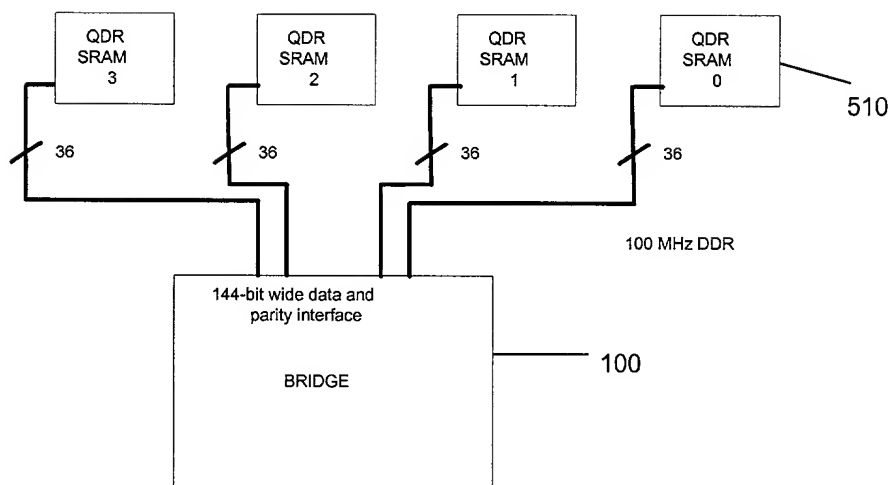 QDR
SRAM
3
QDR
SRAM
2
QDR
SRAM
1
QDR
SRAM
0
510
36
36
36
36
100 MHz DDR
144-bit wide data and
parity interface
100
BRIDGE